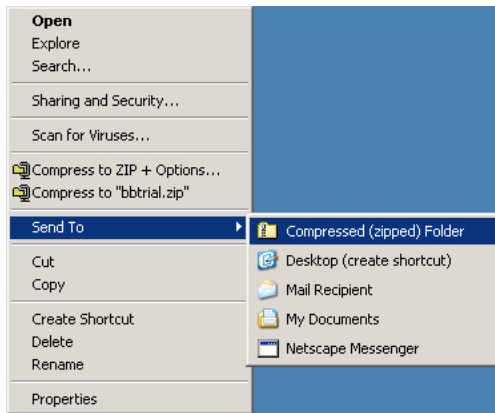 Open
Explore
Search...
Sharing and Security...
Scan for Viruses...
Compress to ZIP + Options...
Compress to "bbtrial.zip"
Send To
Cut
Copy
Create Shortcut
Delete
Rename
Properties
Compressed (zipped) Folder
Desktop (create shortcut)
Mail Recipient
My Documents
Netscape Messenger